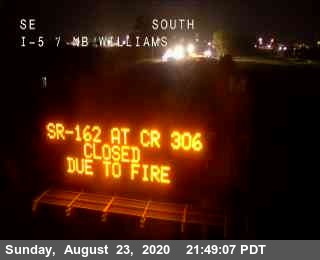 SE SOUTH
I-5 7 NB WILLIAMS
SR-162 AT CR 306
CLOSED
DUE TO FIRE
Sunday, August 23, 2020 21:49:07 PDT